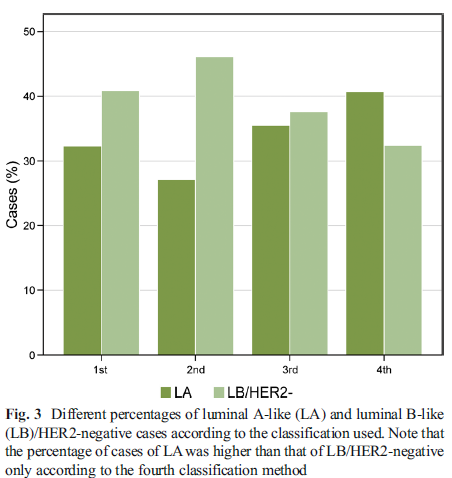 50
40
30
20
10
0
Cases (%)
1st 2nd 3rd 4th
LA LB/HER2-
Fig. 3 Different percentages of luminal A-like (LA) and luminal B-like
(LB)/HER2-negative cases according to the classification used. Note that
the percentage of cases of LA was higher than that of LB/HER2-negative
only according to the fourth classification method